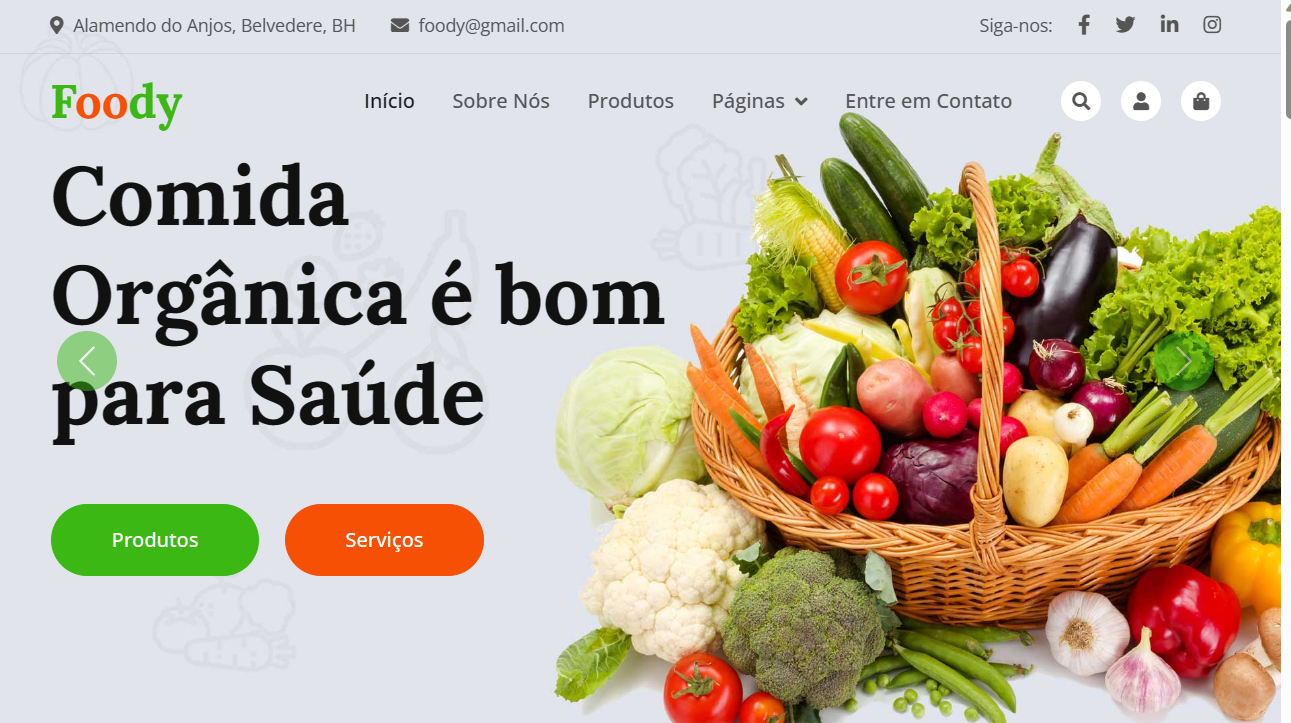 Alamendo do Anjos, Belvedere, BH foody@gmail.com Siga-nos:
Foody Início Sobre Nós Produtos Páginas Entre em Contato
Comida
Orgânica é bom
para Saúde
Produtos Serviços